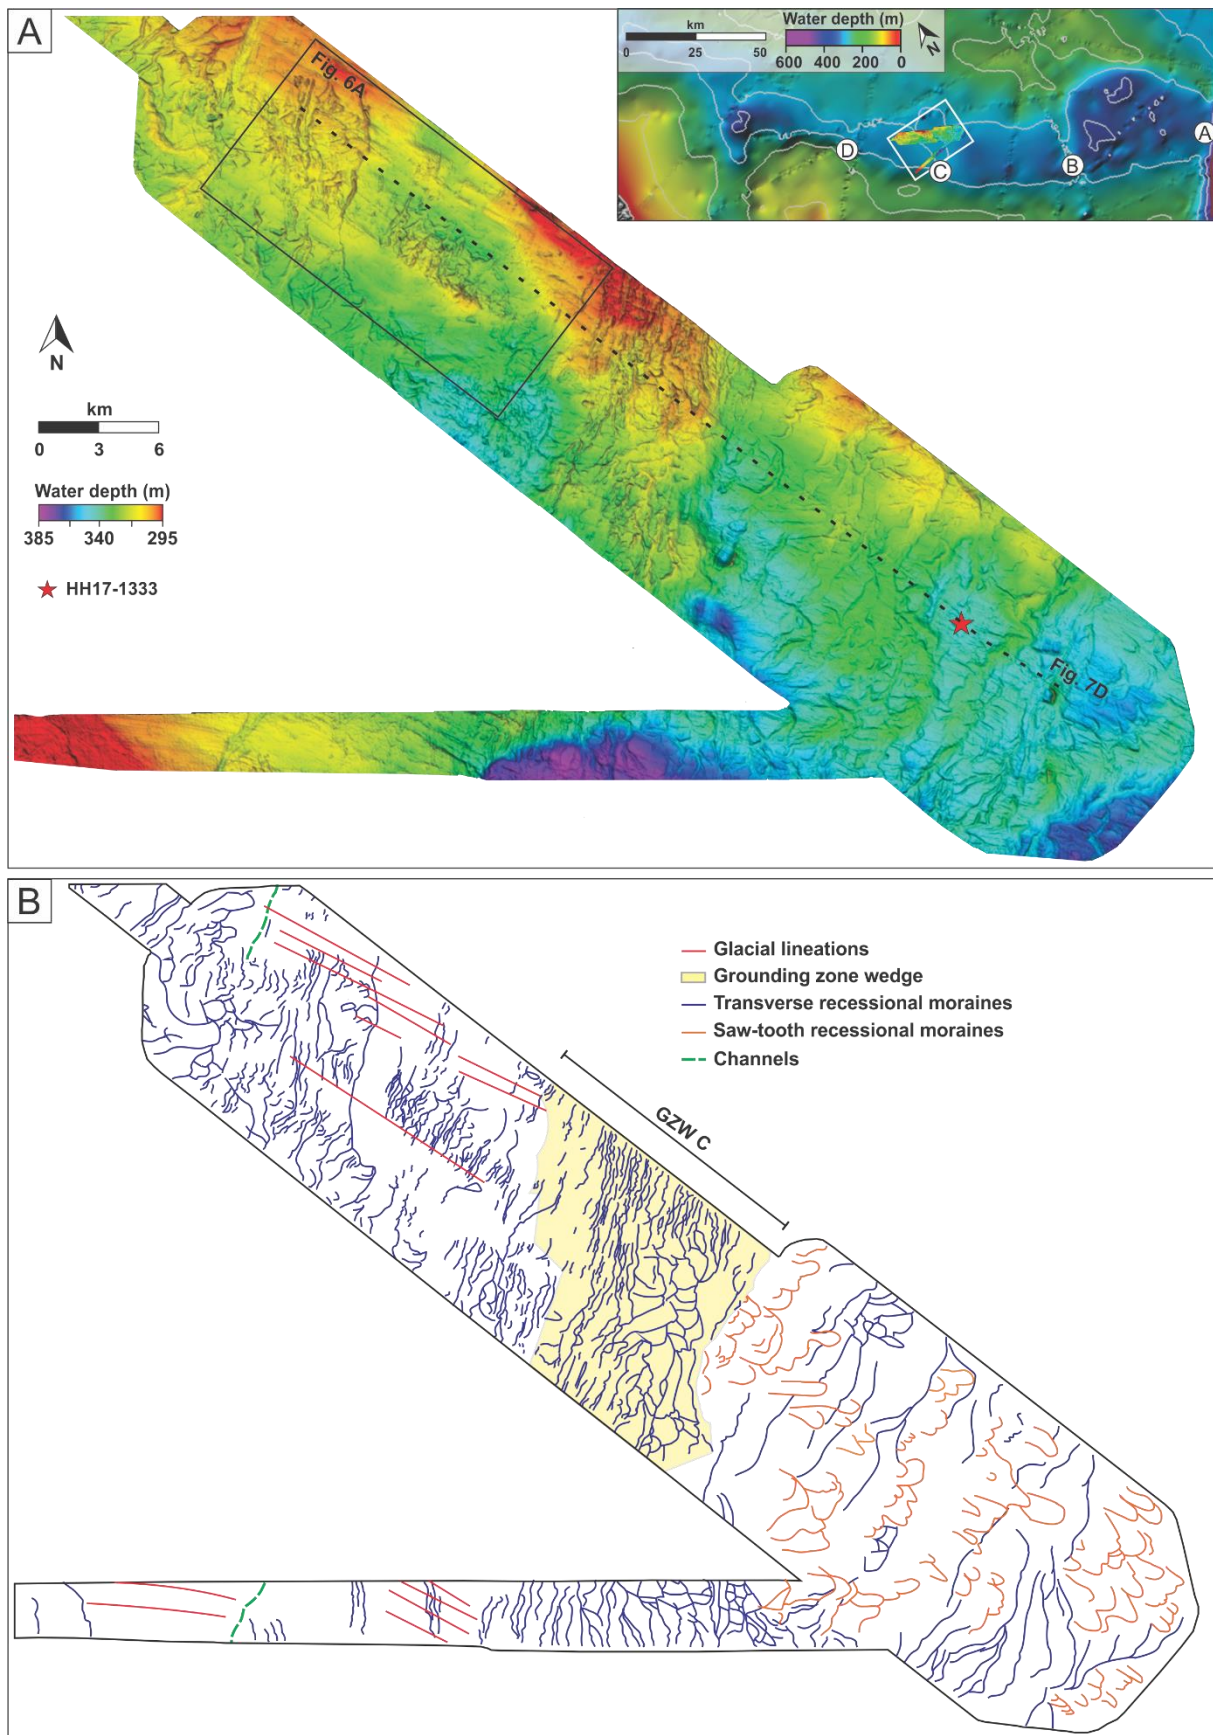 A
Fig. 6A
km
0 25 50
Water depth (m)
600 400 200 0
N
D
C
B
A
N
km
0 3 6
Water depth (m)
385 340 295
HH17-1333
Fig. 7D
B
Glacial lineations
Grounding zone wedge
Transverse recessional moraines
Saw-tooth recessional moraines
Channels
GZW C